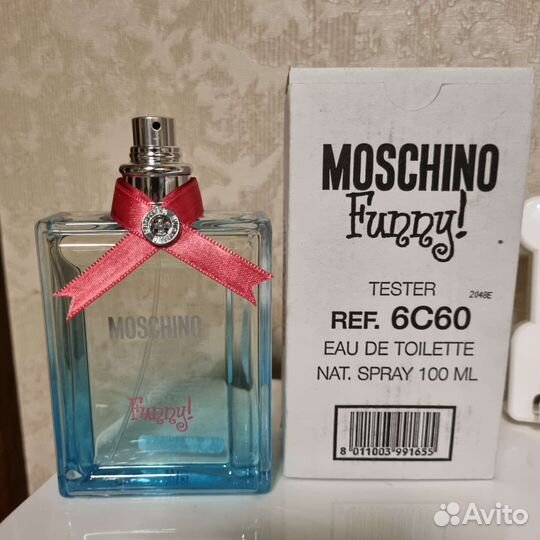 MOSCHINO
Funny!
MOSCHINO
Funny!
TESTER
2048E
REF. 6C60
EAU DE TOILETTE
NAT. SPRAY 100 ML
8 011003 991655
Avito